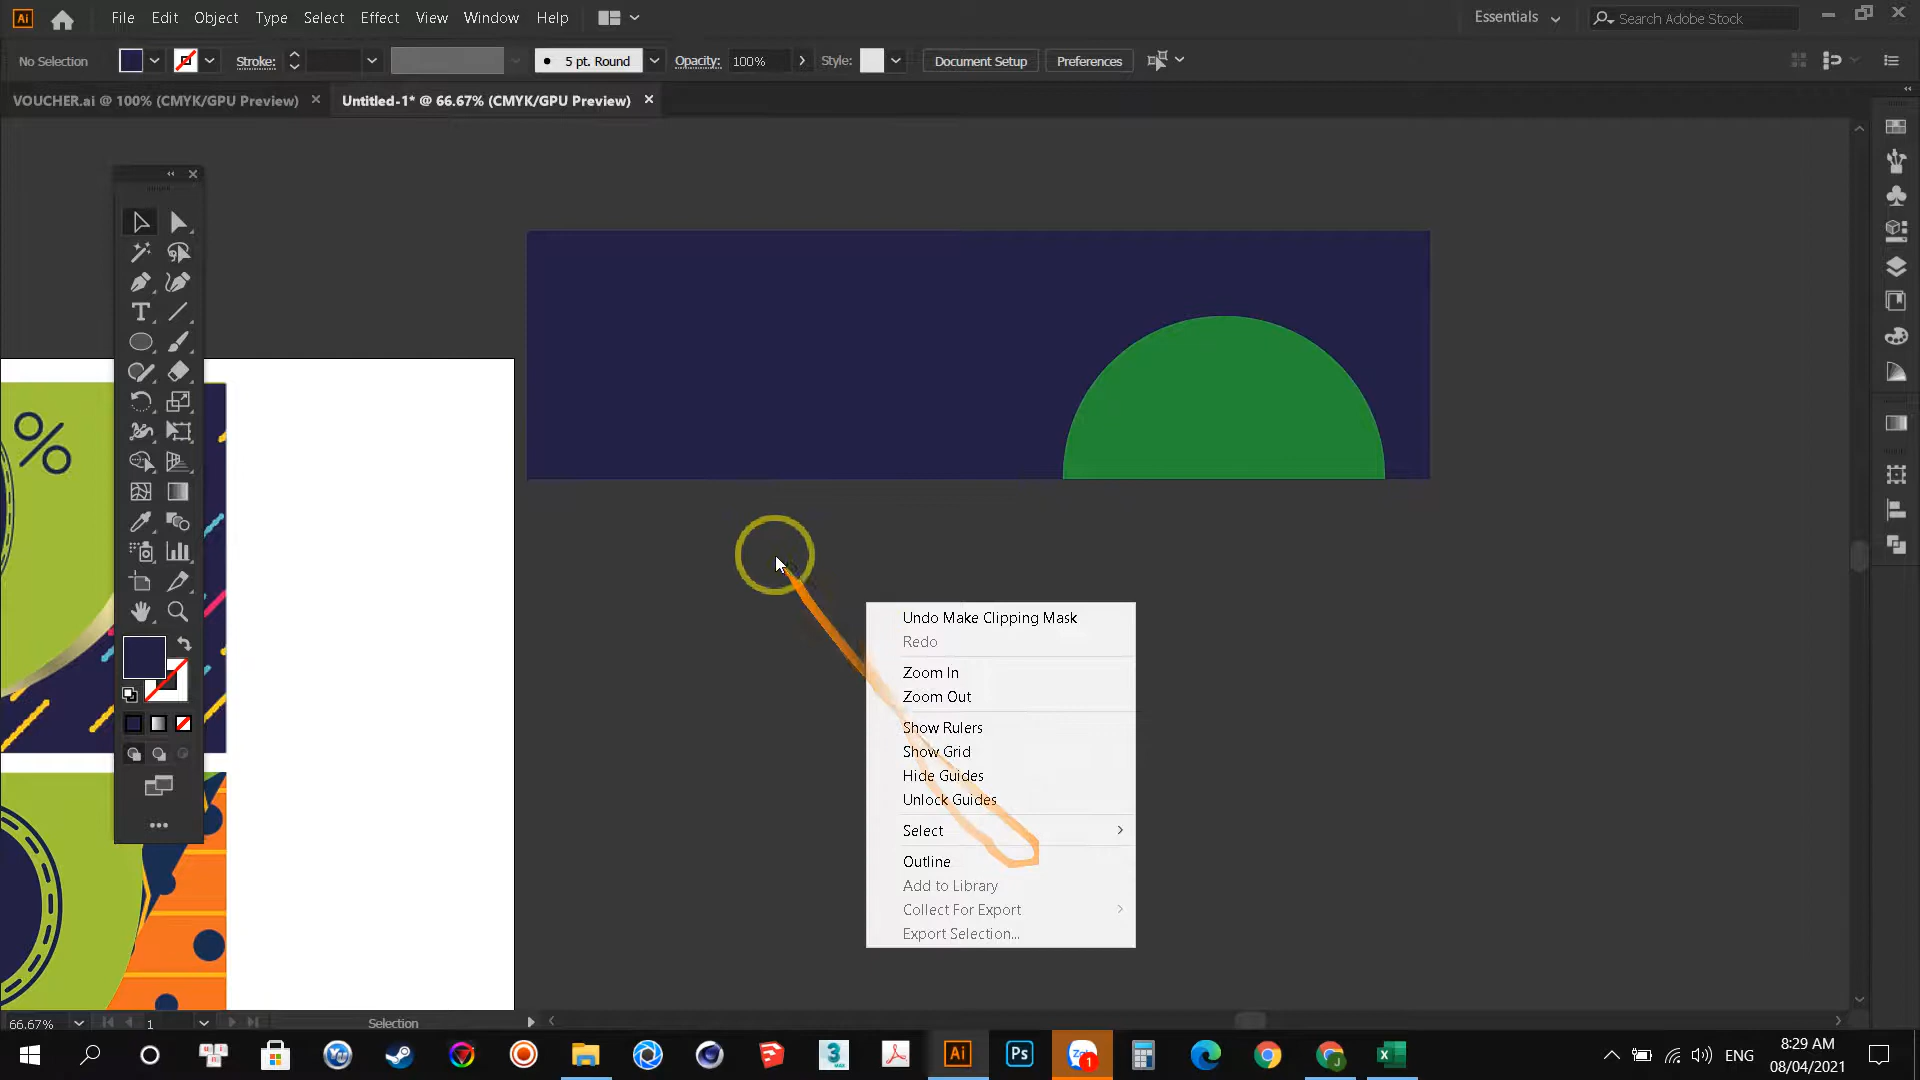 Ai File Edit Object Type Select Effect View Window Help Essentials Search Adobe Stock
No Selection Stroke: 5 pt. Round Opacity: 100% Style: Document Setup Preferences
VOUCHER.ai @ 100% (CMYK/GPU Preview) Untitled-1* @ 66.67% (CMYK/GPU Preview)
%
Undo Make Clipping Mask
Redo
Zoom In
Zoom Out
Show Rulers
Show Grid
Hide Guides
Unlock Guides
Select
Outline
Add to Library
Collect For Export
Export Selection...
66.67% 1 Selection
Ai Ps 1 ENG
8:29 AM
08/04/2021